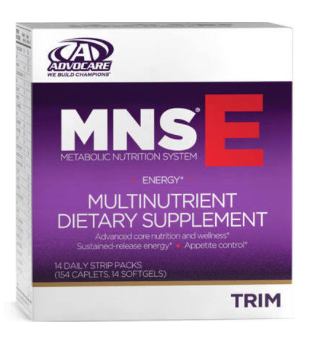 ADVOCARE®
WE BUILD CHAMPIONS®
MNS® E
METABOLIC NUTRITION SYSTEM
ENERGY*
MULTINUTRIENT
DIETARY SUPPLEMENT
Advanced core nutrition and wellness*
Sustained-release energy* • Appetite control*
14 DAILY STRIP PACKS
(154 CAPLETS, 14 SOFTGELS)
TRIM